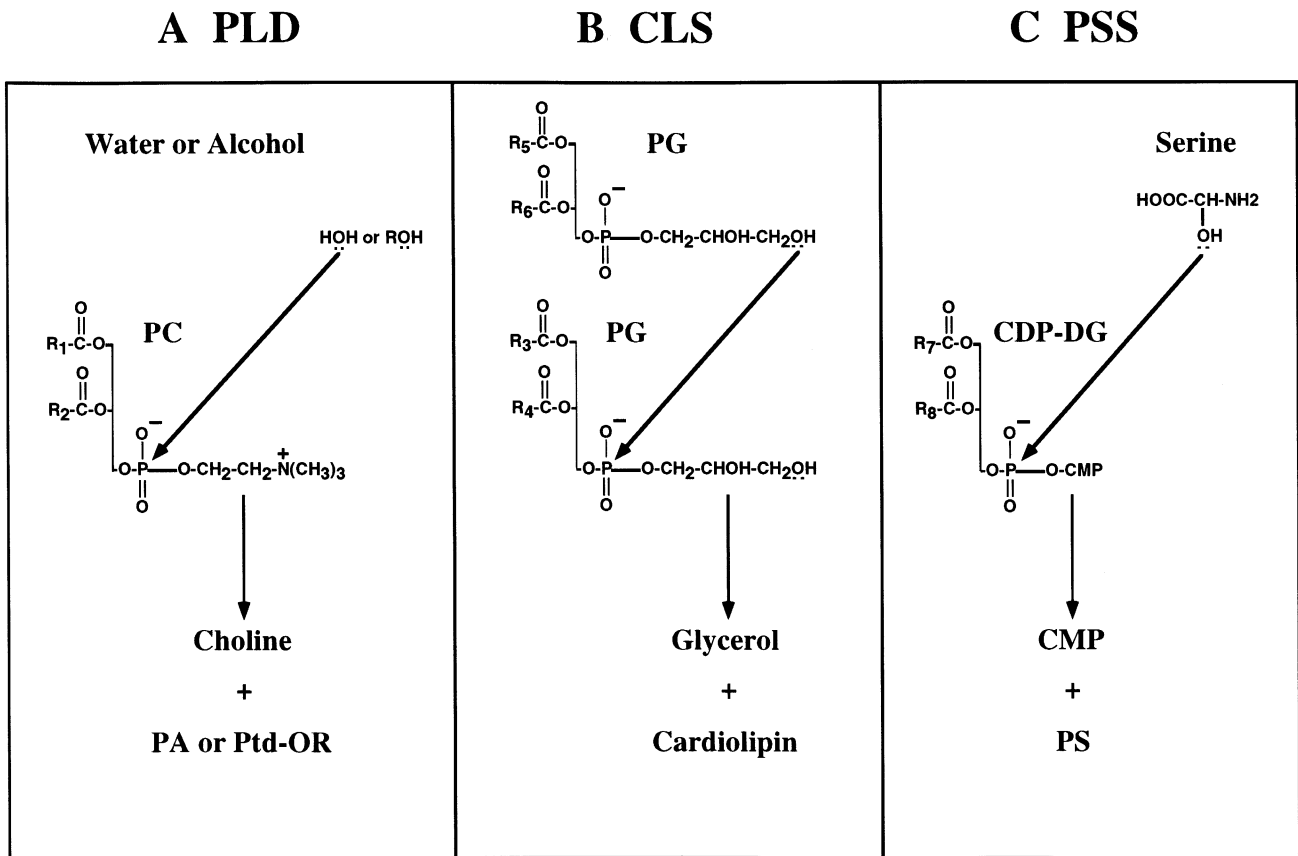 A PLD
B CLS
C PSS
Water or Alcohol
HOH or ROH
O
R1-C-O-
PC
O
R2-C-O-
O−
-O-P-O-CH2-CH2-N(CH3)3
+
O
Choline
+
PA or Ptd-OR
O
R5-C-O-
PG
O
R6-C-O-
O−
-O-P-O-CH2-CHOH-CH2OH
O
O
R3-C-O-
PG
O
R4-C-O-
O−
-O-P-O-CH2-CHOH-CH2OH
O
Glycerol
+
Cardiolipin
Serine
HOOC-CH-NH2
OH
O
R7-C-O-
CDP-DG
O
R8-C-O-
O−
-O-P-O-CMP
O
CMP
+
PS